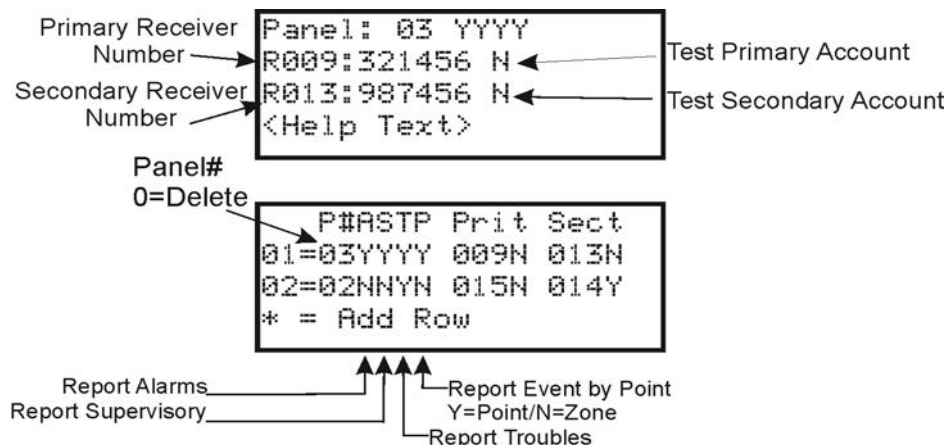 Primary Receiver
Number
Secondary Receiver
Number
Panel: 03 YYYY
R009:321456 N
R013:987456 N
<Help Text>
Test Primary Account
Test Secondary Account
Panel#
0=Delete
P#ASTP Prit Sect
01=03YYYY 009N 013N
02=02NNYN 015N 014Y
* = Add Row
Report Alarms
Report Supervisory
Report Event by Point
Y=Point/N=Zone
Report Troubles